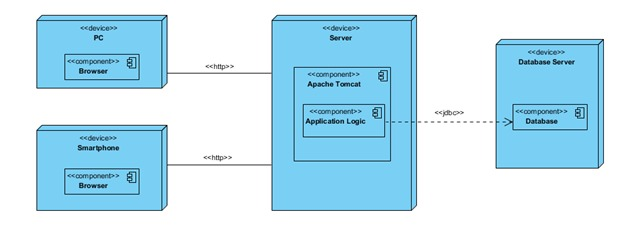 <<device>>
PC
<<component>>
Browser
<<http>>
<<device>>
Smartphone
<<component>>
Browser
<<http>>
<<device>>
Server
<<component>>
Apache Tomcat
<<component>>
Application Logic
<<jdbc>>
<<device>>
Database Server
<<component>>
Database